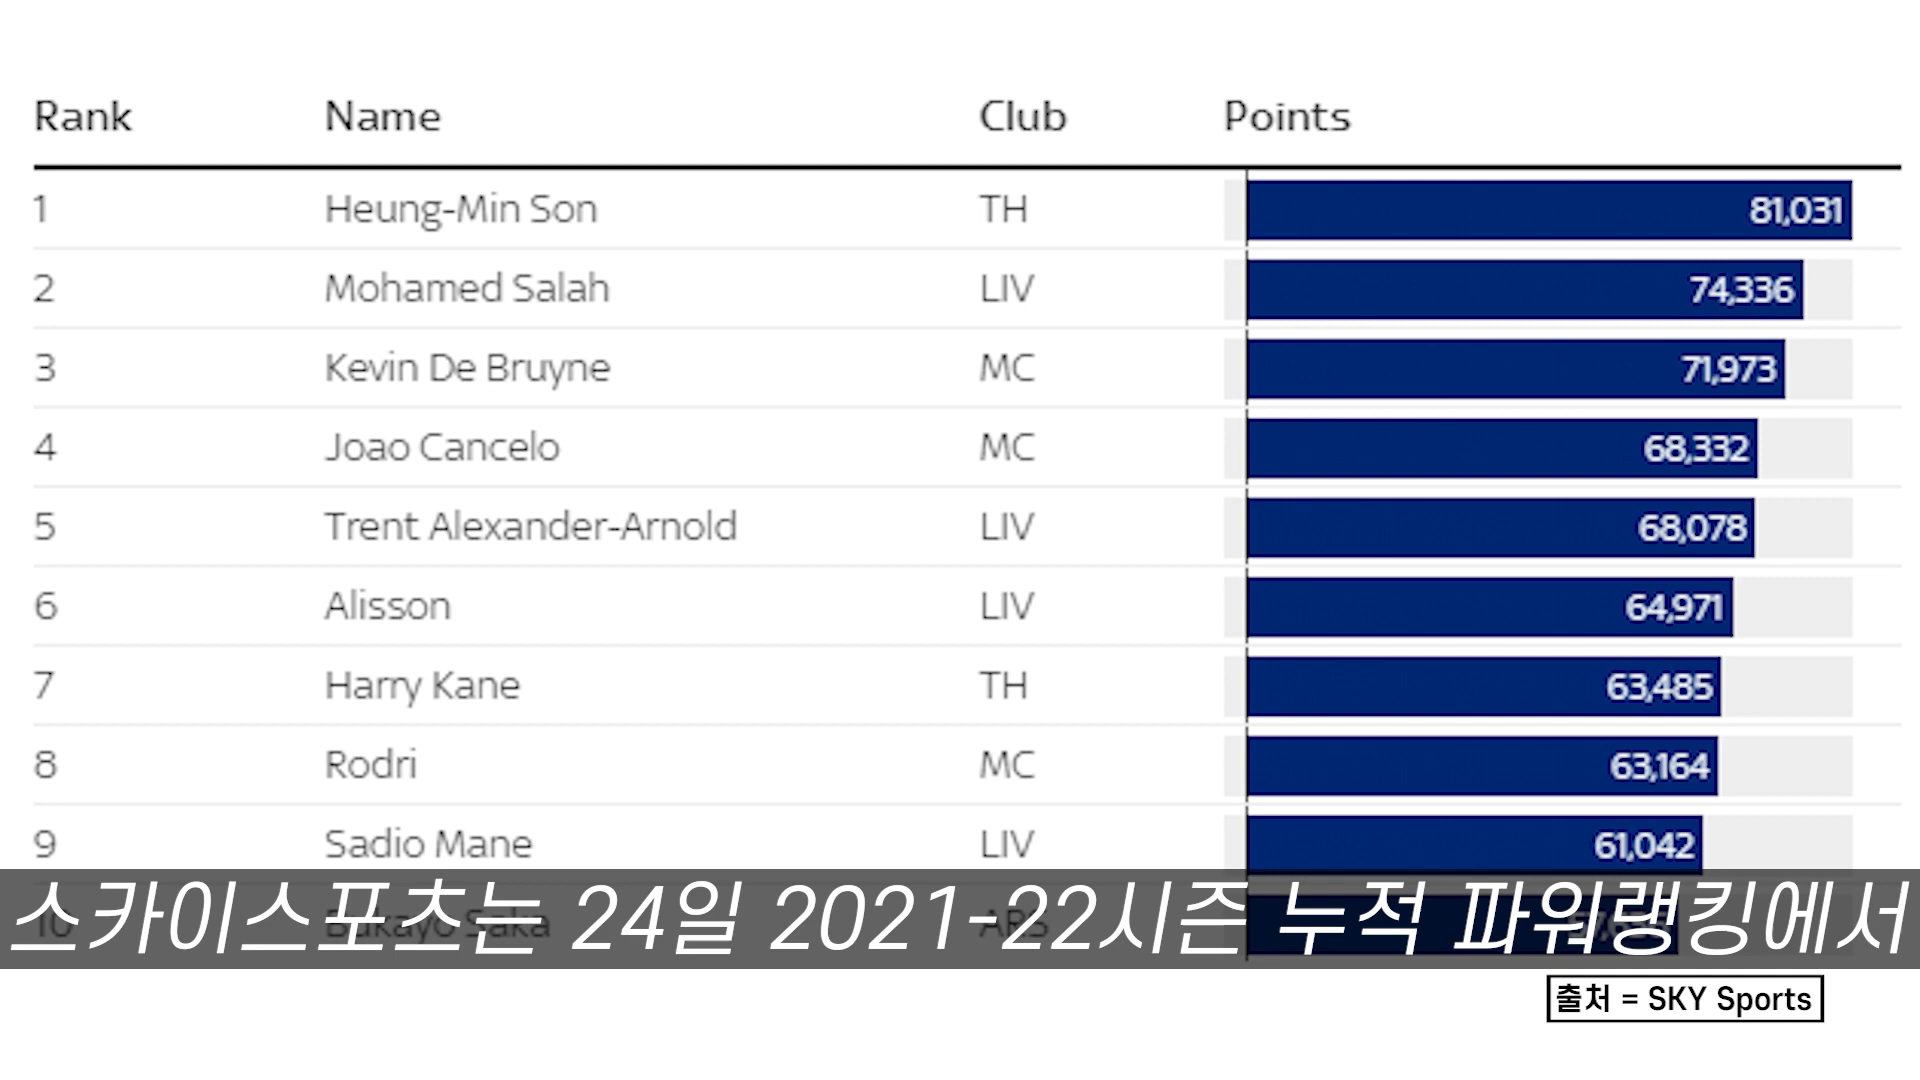 Rank Name Club Points
1 Heung-Min Son TH 81,031
2 Mohamed Salah LIV 74,336
3 Kevin De Bruyne MC 71,973
4 Joao Cancelo MC 68,332
5 Trent Alexander-Arnold LIV 68,078
6 Alisson LIV 64,971
7 Harry Kane TH 63,485
8 Rodri MC 63,164
9 Sadio Mane LIV 61,042
10 Bukayo Saka ARS
스카이스포츠는 24일 2021-22시즌 누적 파워랭킹에서
출처 = SKY Sports